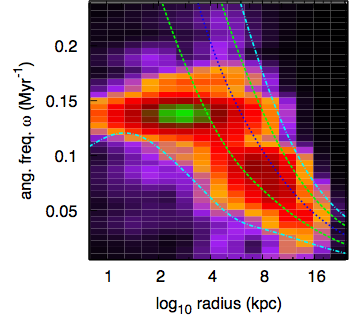 0.2
0.15
0.1
0.05
ang. freq. ω (Myr⁻¹)
1 2 4 8 16
log₁₀ radius (kpc)